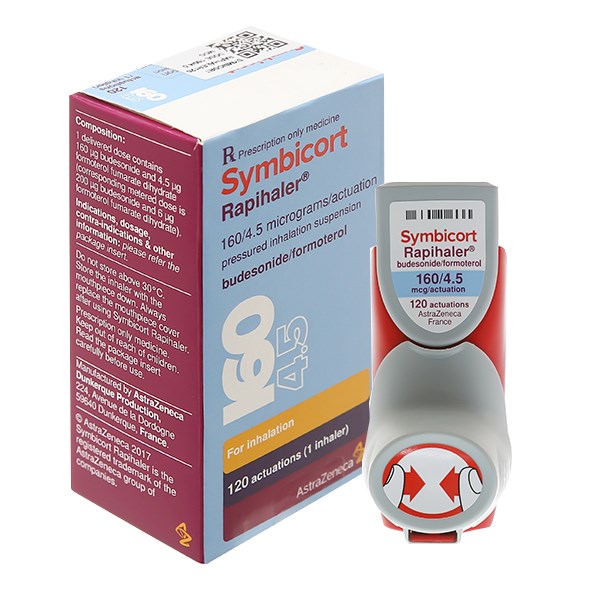 120
actuations
(1 inhaler)
160
SYMBICORT
Composition:
1 delivered dose contains
160 µg budesonide and 4.5 µg
formoterol fumarate dihydrate
(corresponding metered dose is
200 µg budesonide and 6 µg
formoterol fumarate dihydrate).
Indications, dosage,
contra-indications & other
information: please refer the
package insert.
Do not store above 30°C.
Store the inhaler with the
mouthpiece down. Always
replace the mouthpiece cover
after using Symbicort Rapihaler.
Prescription only medicine.
Keep out of reach of children.
Read the package insert
carefully before use.
Manufactured by AstraZeneca
Dunkerque Production,
224, Avenue de la Dordogne
59640 Dunkerque, France
© AstraZeneca 2017
Symbicort Rapihaler is the
registered trademark of the
AstraZeneca group of
companies.
Rx Prescription only medicine
Symbicort
Rapihaler®
160/4.5 micrograms/actuation
pressured inhalation suspension
budesonide/formoterol
160
4.5
For inhalation
120 actuations (1 inhaler)
AstraZeneca
Symbicort
Rapihaler®
budesonide/formoterol
160/4.5
mcg/actuation
120 actuations
AstraZeneca
France